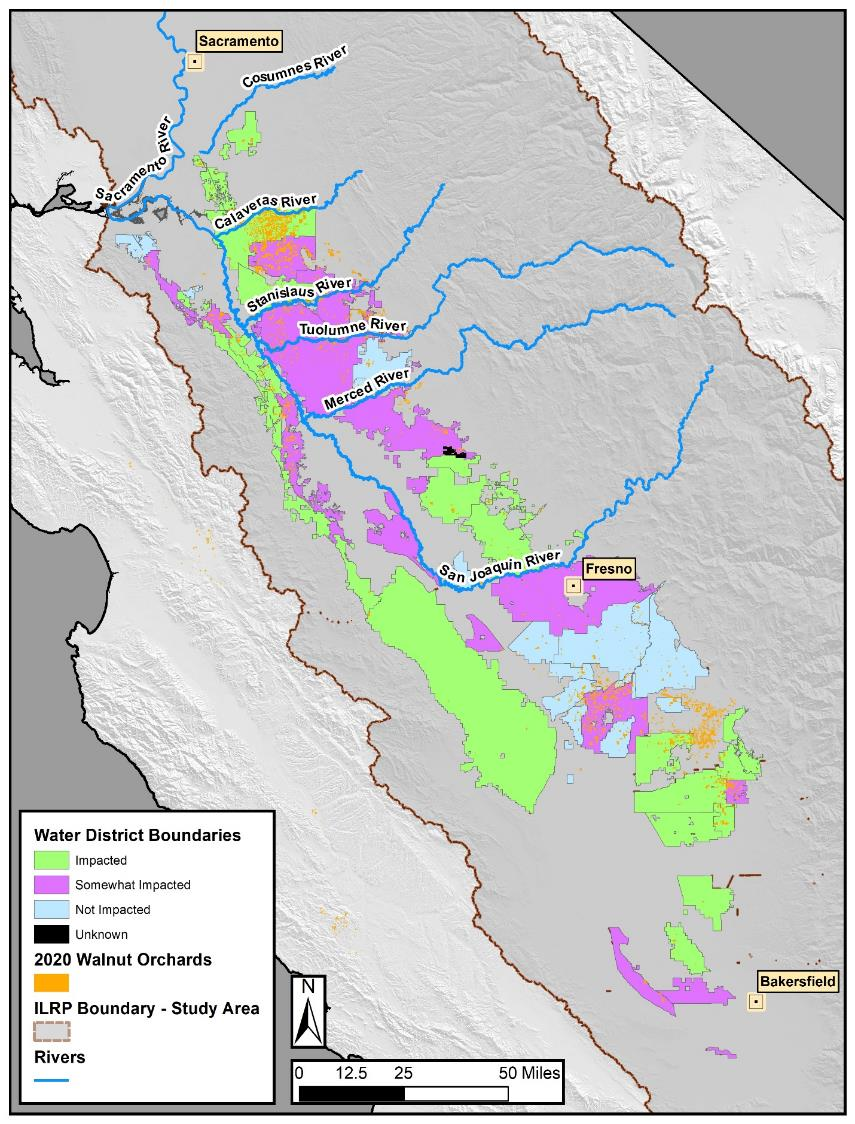 Sacramento
Cosumnes River
Sacramento River
Calaveras River
Stanislaus River
Tuolumne River
Merced River
San Joaquin River
Fresno
Water District Boundaries
Impacted
Somewhat Impacted
Not Impacted
Unknown
2020 Walnut Orchards
ILRP Boundary - Study Area
Rivers
N
Bakersfield
0 12.5 25 50 Miles